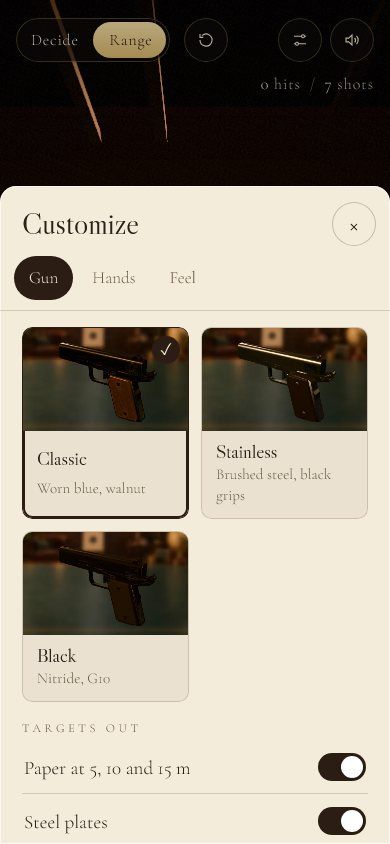 Decide
Range
0 hits / 7 shots
Customize
Gun
Hands
Feel
Classic
Worn blue, walnut
Stainless
Brushed steel, black
grips
Black
Nitride, G10
TARGETS OUT
Paper at 5, 10 and 15 m
Steel plates